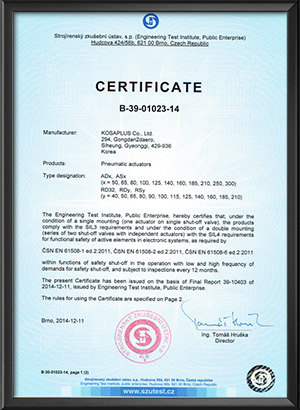 Strojírenský zkušební ústav, s.p. (Engineering Test Institute, Public Enterprise)
Hudcova 424/56b, 621 00 Brno, Czech Republic
CERTIFICATE
B-39-01023-14
Manufacturer: KOSAPLUS Co., Ltd.
294, Gongdan2daero,
Siheung, Gyeonggi, 429-936
Korea
Products: Pneumatic actuators
Type designation: ADx, ASx
(x = 50, 65, 80, 100, 125, 140, 160, 185, 210, 250, 300)
RD32, RDy, RSy
(y = 40, 50, 65, 80, 90, 100, 115, 125, 140, 160, 185, 210)
The Engineering Test Institute, Public Enterprise, hereby certifies that, under the
condition of a single mounting (one actuator on single shut-off valve), the products
comply with the SIL3 requirements and under the condition of a double mounting
(series of two shut-off valves with independent actuators) with the SIL4 requirements
for functional safety of active elements in electronic systems, as required by
ČSN EN 61508-1 ed.2:2011, ČSN EN 61508-2 ed.2:2011, ČSN EN 61508-6 ed.2:2011
within functions of safety shut-off in the operation with low and high frequency of
demands for safety shut-off, and subject to inspections every 12 months.
The present Certificate has been issued on the basis of Final Report 39-10403 of
2014-12-11, issued by Engineering Test Institute, Public Enterprise.
The rules for using the Certificate are specified on Page 2.
Brno, 2014-12-11
Ing. Tomáš Hruška
Director
B-39-01023-14, page 1 (2)
www.szutest.cz